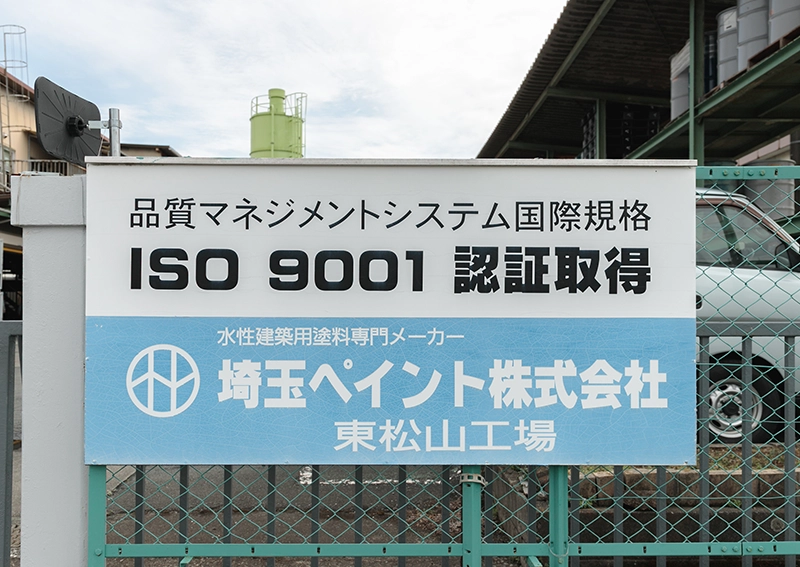 品質マネジメントシステム国際規格
ISO 9001 認証取得
水性建築用塗料専門メーカー
埼玉ペイント株式会社
東松山工場